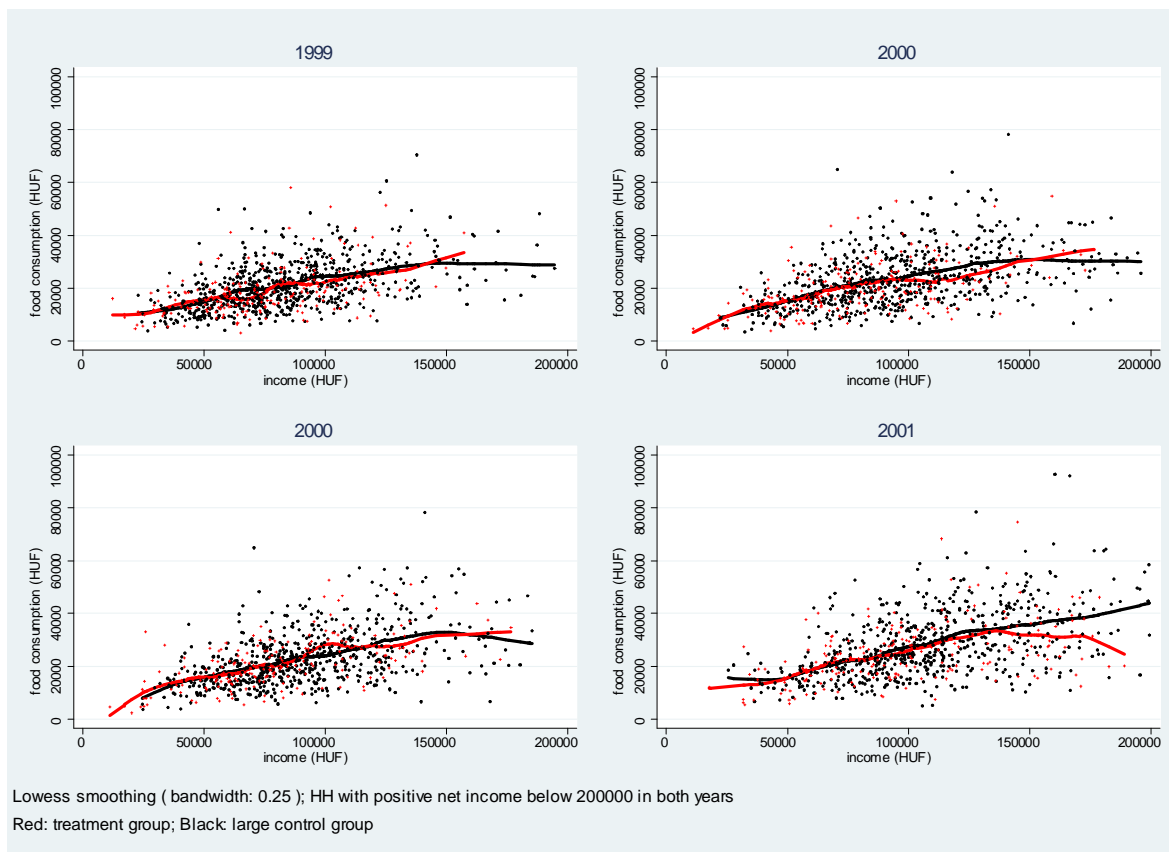 1999
2000
food consumption (HUF)
0 20000 40000 60000 80000 100000
0 50000 100000 150000 200000
income (HUF)
food consumption (HUF)
0 20000 40000 60000 80000 100000
0 50000 100000 150000 200000
income (HUF)
2000
2001
food consumption (HUF)
0 20000 40000 60000 80000 100000
0 50000 100000 150000 200000
income (HUF)
food consumption (HUF)
0 20000 40000 60000 80000 100000
0 50000 100000 150000 200000
income (HUF)
Lowess smoothing ( bandwidth: 0.25 ); HH with positive net income below 200000 in both years
Red: treatment group; Black: large control group